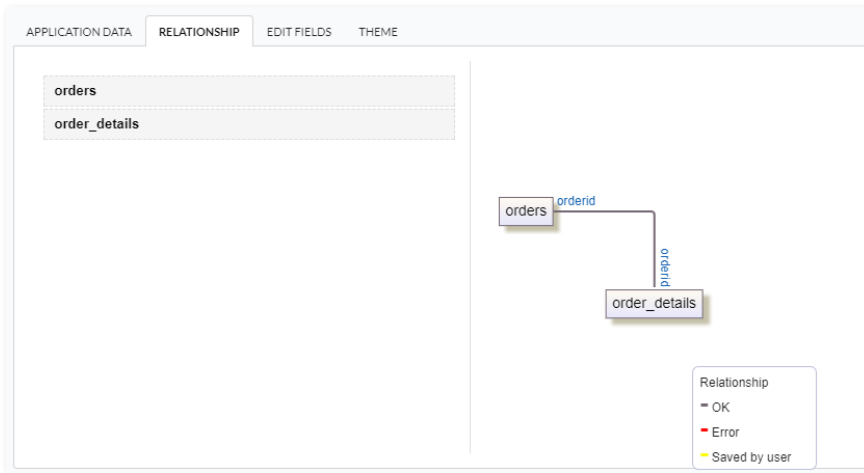 APPLICATION DATA RELATIONSHIP EDIT FIELDS THEME
orders
order_details
orders
orderid
orderid
order_details
Relationship
OK
Error
Saved by user